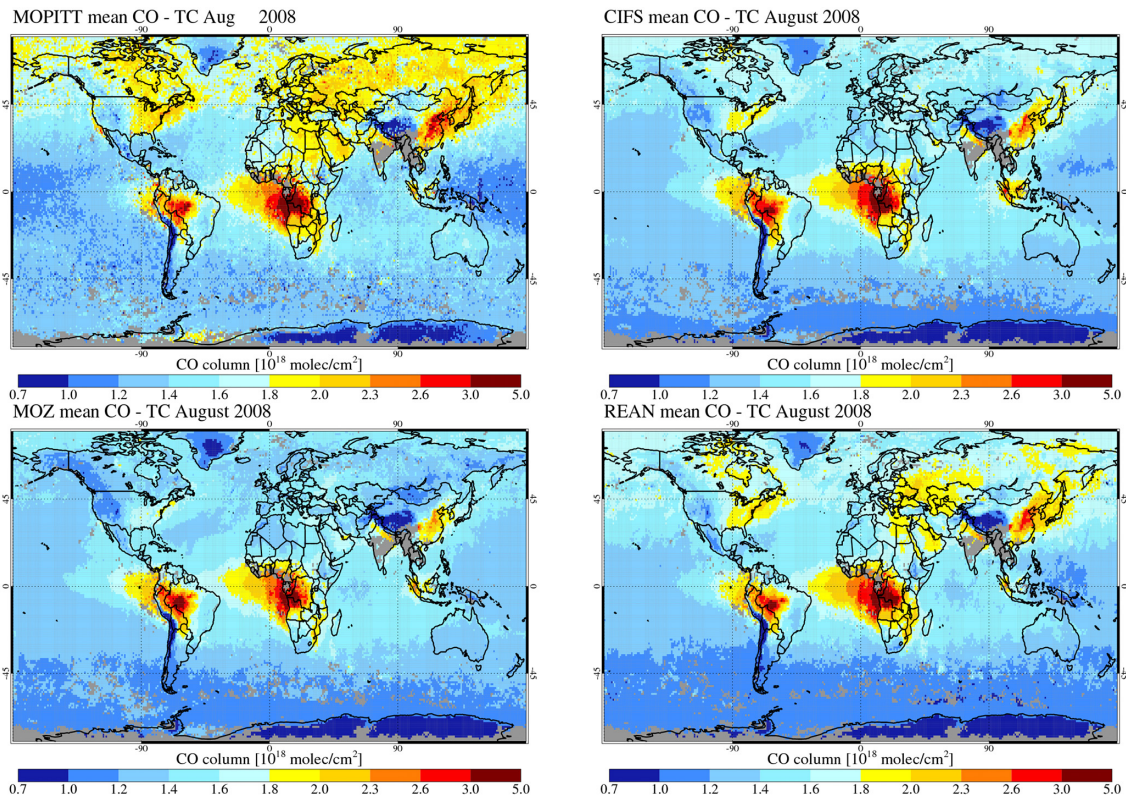 MOPITT mean CO - TC Aug 2008
-90 0 90
45
0
-45
-90 0 90
CO column [10¹⁸ molec/cm²]
0.7 1.0 1.2 1.4 1.6 1.8 2.0 2.3 2.6 3.0 5.0
CIFS mean CO - TC August 2008
-90 0 90
45 45
0 0
-45 -45
-90 0 90
CO column [10¹⁸ molec/cm²]
0.7 1.0 1.2 1.4 1.6 1.8 2.0 2.3 2.6 3.0 5.0
MOZ mean CO - TC August 2008
-90 0 90
45
0
-45
-90 0 90
CO column [10¹⁸ molec/cm²]
0.7 1.0 1.2 1.4 1.6 1.8 2.0 2.3 2.6 3.0 5.0
REAN mean CO - TC August 2008
-90 0 90
45 45
0 0
-45 -45
-90 0 90
CO column [10¹⁸ molec/cm²]
0.7 1.0 1.2 1.4 1.6 1.8 2.0 2.3 2.6 3.0 5.0